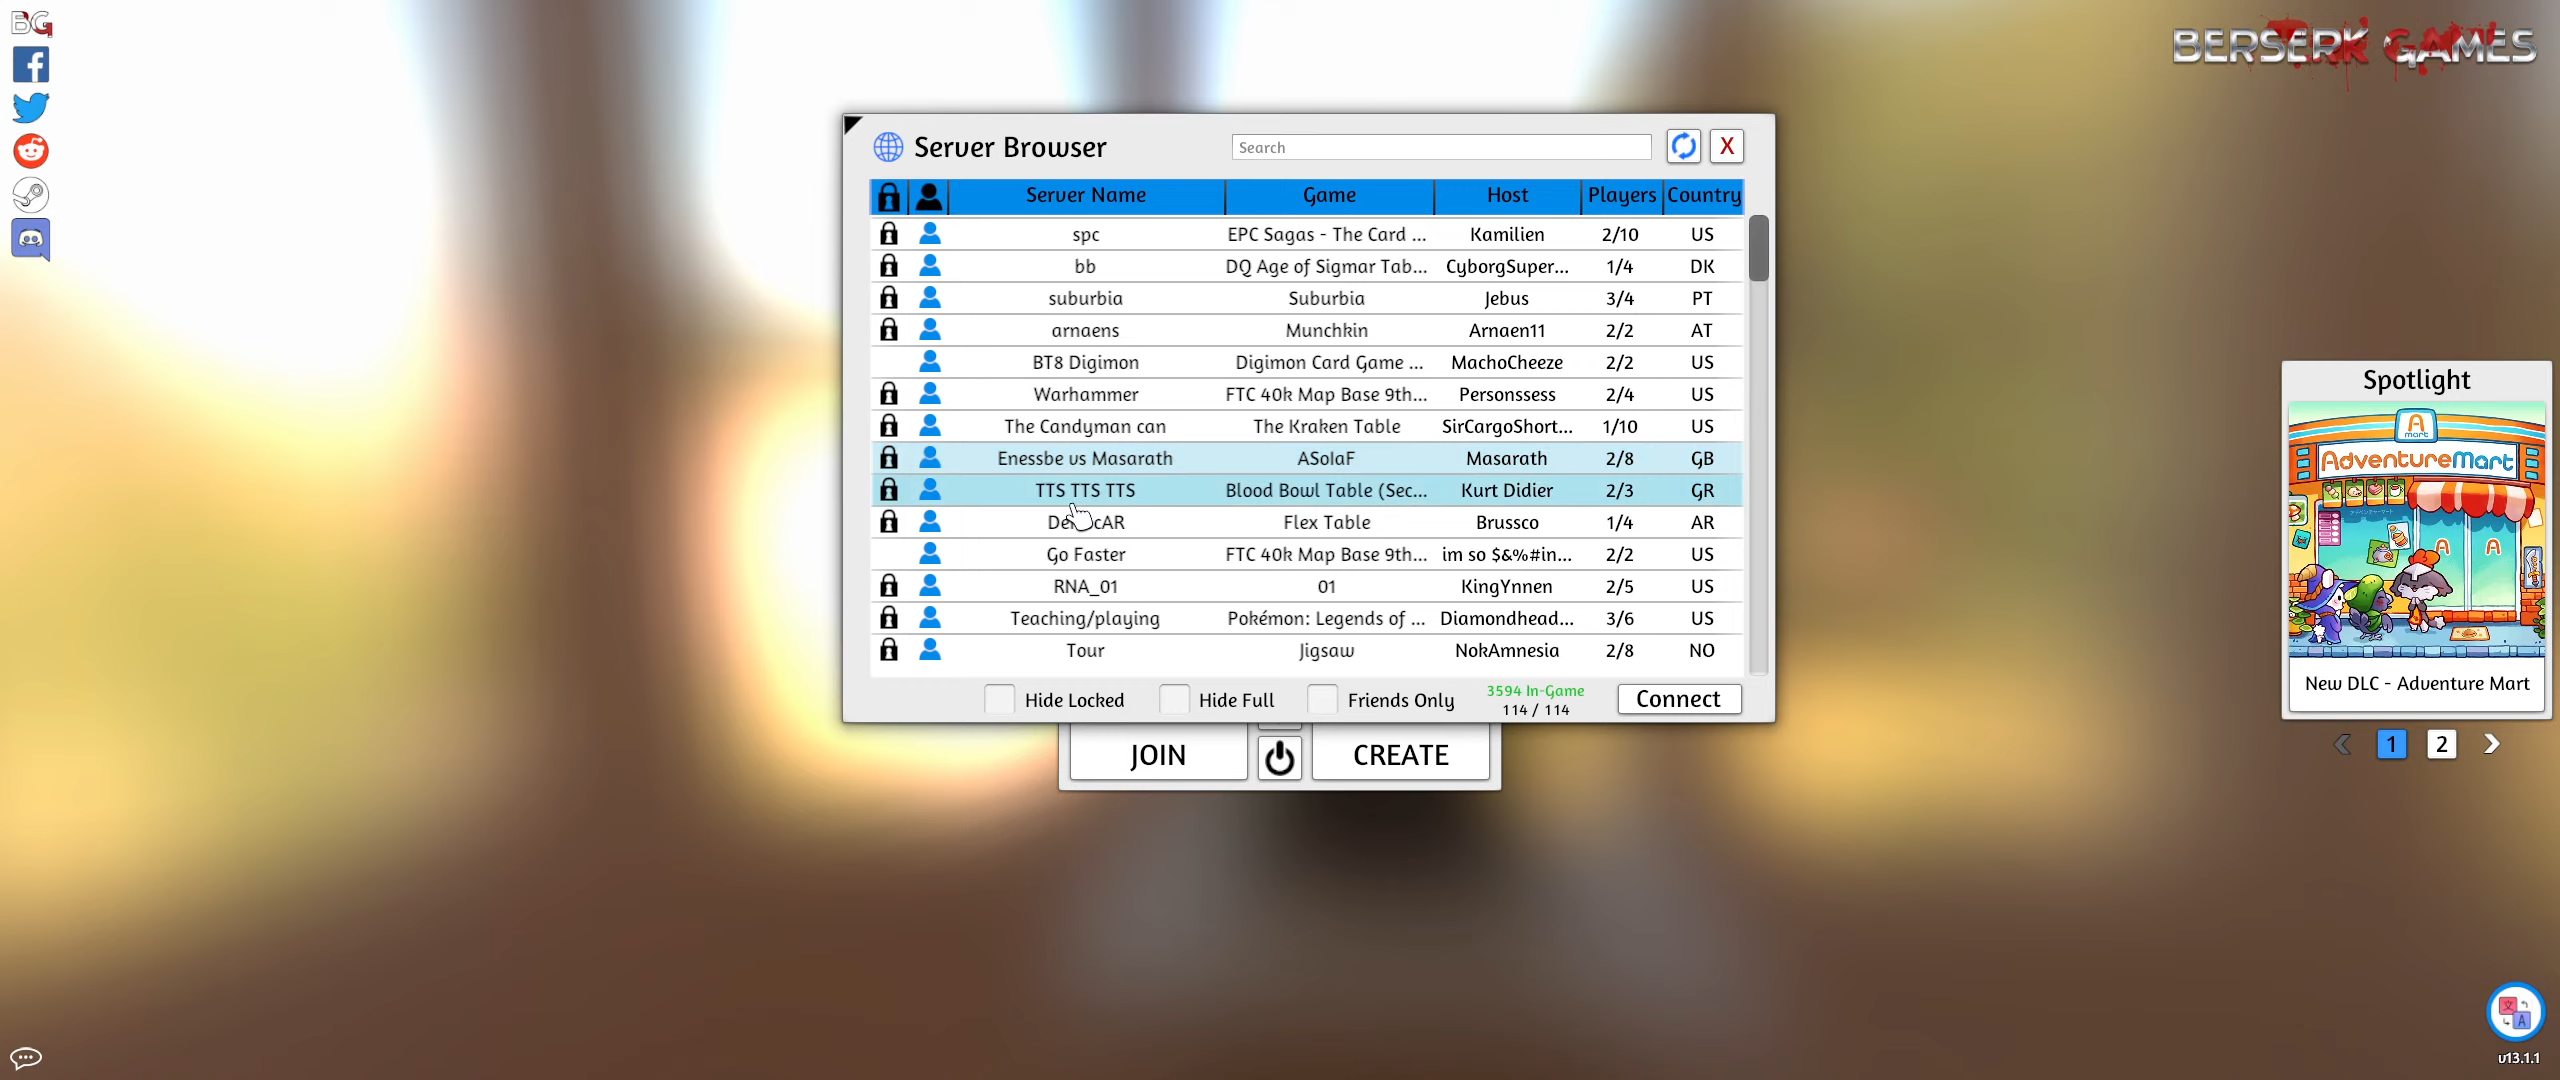 BG
BERSERK GAMES
Server Browser
Search
X
Server Name Game Host Players Country
spc EPC Sagas - The Card ... Kamilien 2/10 US
bb DQ Age of Sigmar Tab... CyborgSuper... 1/4 DK
suburbia Suburbia Jebus 3/4 PT
arnaens Munchkin Arnaen11 2/2 AT
BT8 Digimon Digimon Card Game ... MachoCheeze 2/2 US
Warhammer FTC 40k Map Base 9th... Personssess 2/4 US
The Candyman can The Kraken Table SirCargoShort... 1/10 US
Enessbe vs Masarath ASoIaF Masarath 2/8 GB
TTS TTS TTS Blood Bowl Table (Sec... Kurt Didier 2/3 GR
Flex Table Brussco 1/4 AR
Go Faster FTC 40k Map Base 9th... im so $&%#in... 2/2 US
RNA_01 01 KingYnnen 2/5 US
Teaching/playing Pokémon: Legends of ... Diamondhead... 3/6 US
Tour Jigsaw NokAmnesia 2/8 NO
Hide Locked Hide Full Friends Only 3594 In-Game
114 / 114
Connect
JOIN CREATE
Spotlight
A
mart
AdventureMart
A A
New DLC - Adventure Mart
1 2
文 A
v13.1.1